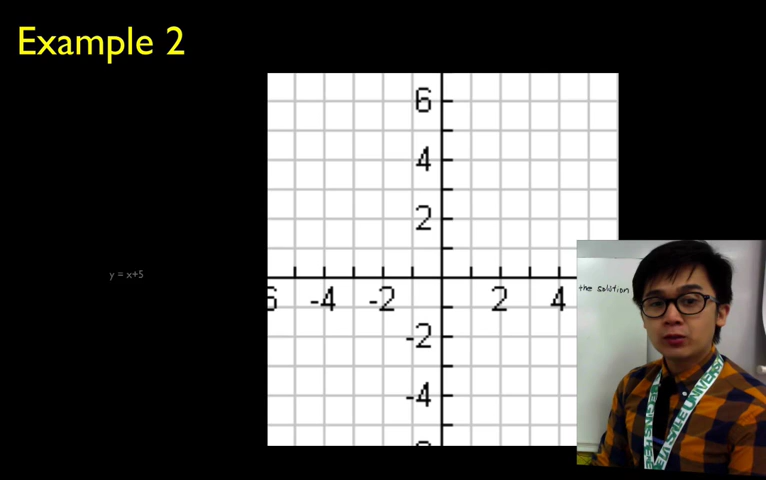 Example 2
6
4
2
y = x+5
-4 -2 2 4
-2
-4
the solution